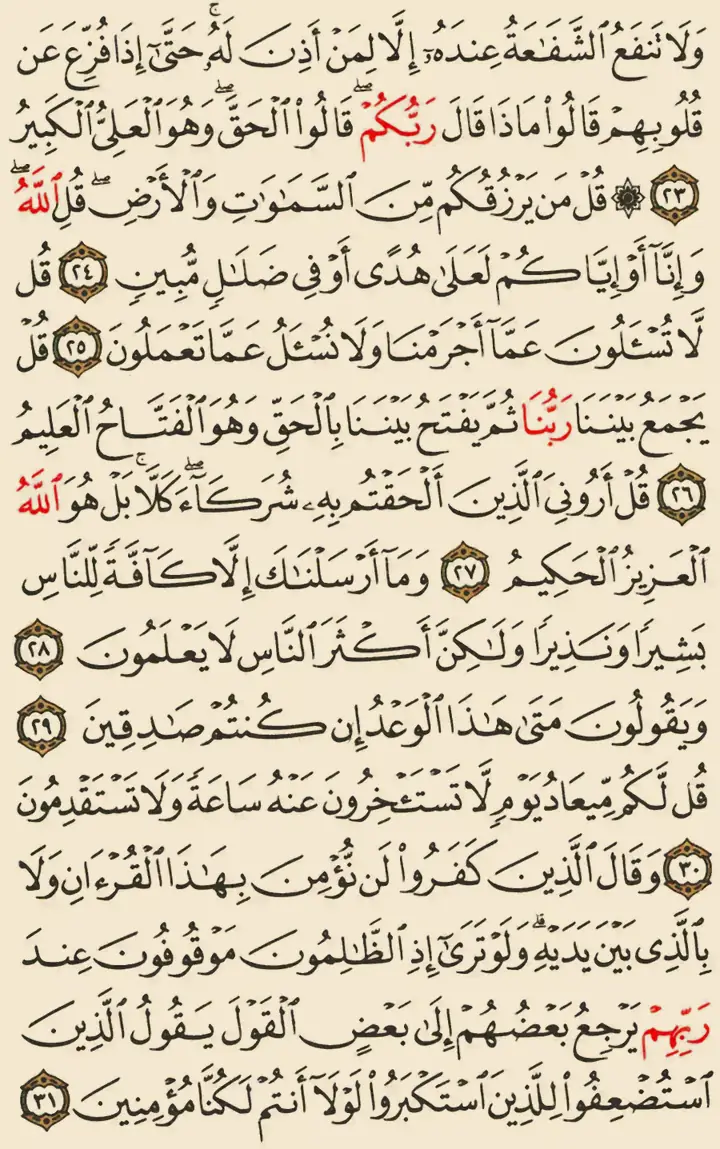 وَلَا تَنفَعُ ٱلشَّفَٰعَةُ عِندَهُۥٓ إِلَّا لِمَنْ أَذِنَ لَهُۥۚ حَتَّىٰٓ إِذَا فُزِّعَ عَن
قُلُوبِهِمْ قَالُوا۟ مَاذَا قَالَ رَبُّكُمْۖ قَالُوا۟ ٱلْحَقَّۖ وَهُوَ ٱلْعَلِىُّ ٱلْكَبِيرُ
٢٣ ۞ قُلْ مَن يَرْزُقُكُم مِّنَ ٱلسَّمَٰوَٰتِ وَٱلْأَرْضِۖ قُلِ ٱللَّهُۖ
وَإِنَّآ أَوْ إِيَّاكُمْ لَعَلَىٰ هُدًى أَوْ فِى ضَلَٰلٍ مُّبِينٍ ٢٤ قُل
لَّا تُسْـَٔلُونَ عَمَّآ أَجْرَمْنَا وَلَا نُسْـَٔلُ عَمَّا تَعْمَلُونَ ٢٥ قُلْ
يَجْمَعُ بَيْنَنَا رَبُّنَا ثُمَّ يَفْتَحُ بَيْنَنَا بِٱلْحَقِّ وَهُوَ ٱلْفَتَّاحُ ٱلْعَلِيمُ
٢٦ قُلْ أَرُونِىَ ٱلَّذِينَ أَلْحَقْتُم بِهِۦ شُرَكَآءَۖ كَلَّاۚ بَلْ هُوَ ٱللَّهُ
ٱلْعَزِيزُ ٱلْحَكِيمُ ٢٧ وَمَآ أَرْسَلْنَٰكَ إِلَّا كَآفَّةً لِّلنَّاسِ
بَشِيرًا وَنَذِيرًا وَلَٰكِنَّ أَكْثَرَ ٱلنَّاسِ لَا يَعْلَمُونَ ٢٨
وَيَقُولُونَ مَتَىٰ هَٰذَا ٱلْوَعْدُ إِن كُنتُمْ صَٰدِقِينَ ٢٩
قُل لَّكُم مِّيعَادُ يَوْمٍ لَّا تَسْتَـْٔخِرُونَ عَنْهُ سَاعَةً وَلَا تَسْتَقْدِمُونَ
٣٠ وَقَالَ ٱلَّذِينَ كَفَرُوا۟ لَن نُّؤْمِنَ بِهَٰذَا ٱلْقُرْءَانِ وَلَا
بِٱلَّذِى بَيْنَ يَدَيْهِۗ وَلَوْ تَرَىٰٓ إِذِ ٱلظَّٰلِمُونَ مَوْقُوفُونَ عِندَ
رَبِّهِمْ يَرْجِعُ بَعْضُهُمْ إِلَىٰ بَعْضٍ ٱلْقَوْلَ يَقُولُ ٱلَّذِينَ
ٱسْتُضْعِفُوا۟ لِلَّذِينَ ٱسْتَكْبَرُوا۟ لَوْلَآ أَنتُمْ لَكُنَّا مُؤْمِنِينَ ٣١